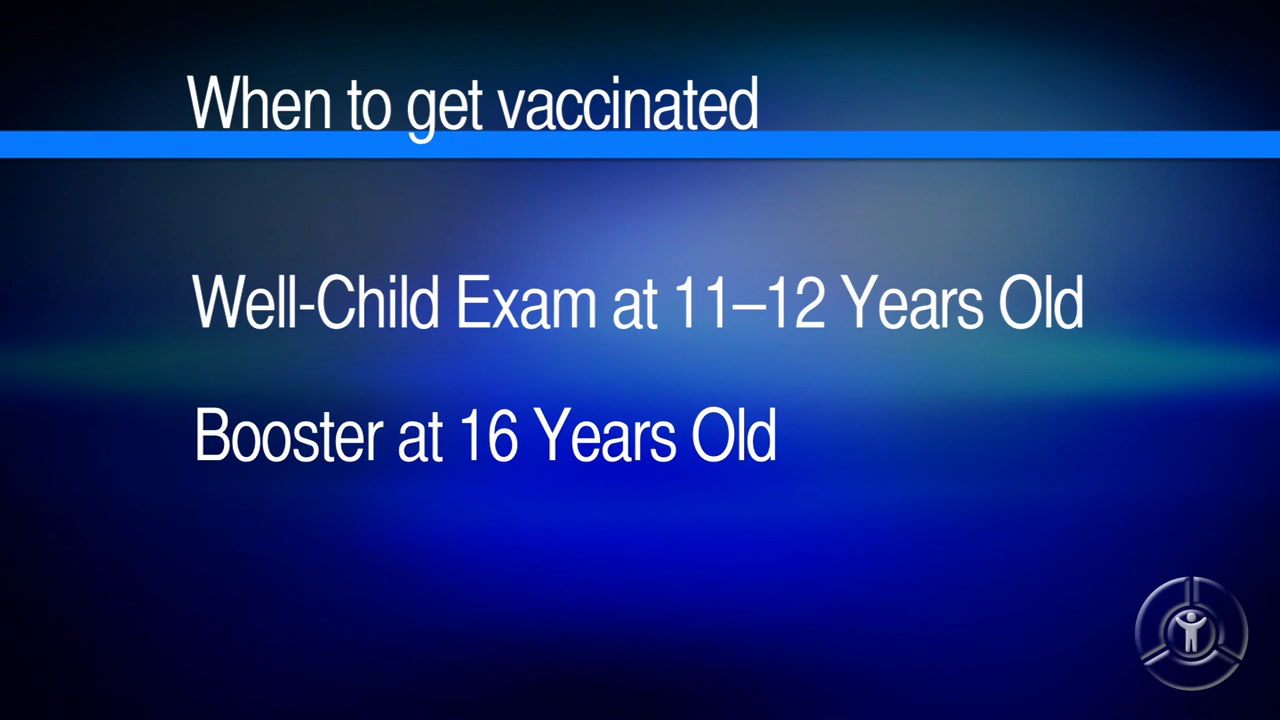 When to get vaccinated
Well-Child Exam at 11–12 Years Old
Booster at 16 Years Old